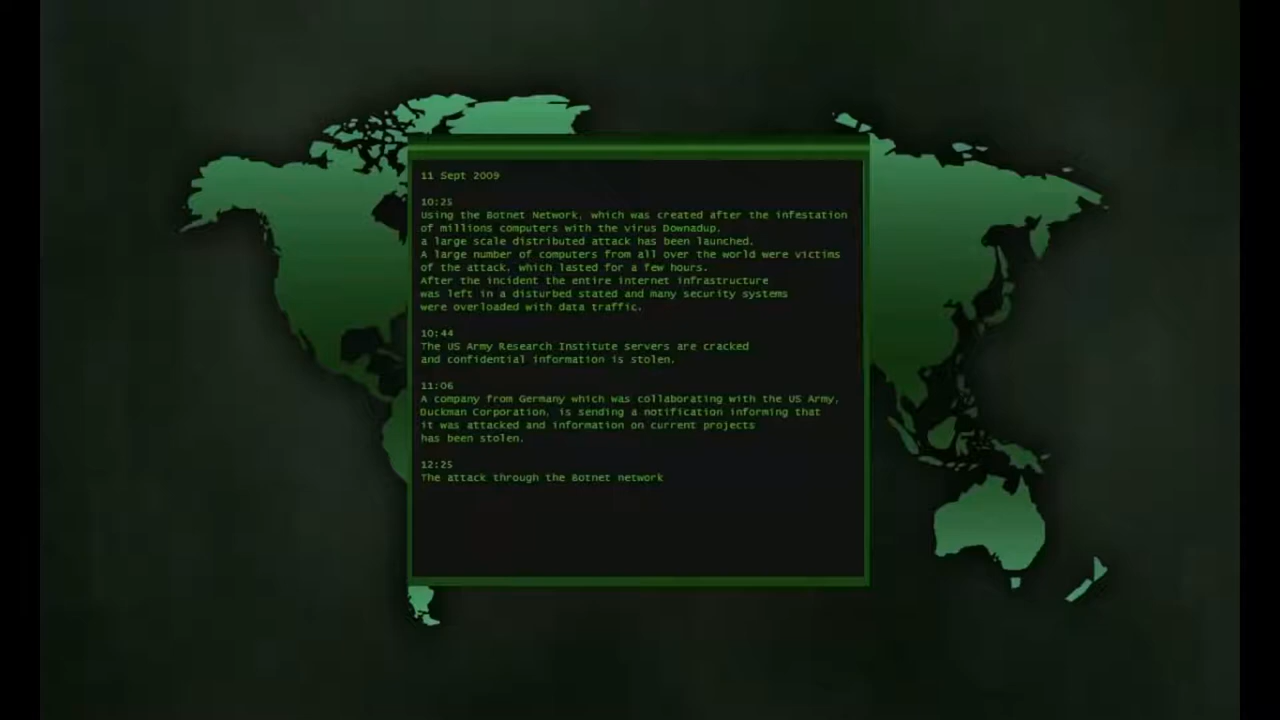 11 Sept 2009
10:25
Using the Botnet Network, which was created after the infestation
of millions computers with the virus Downadup.
a large scale distributed attack has been launched.
A large number of computers from all over the world were victims
of the attack, which lasted for a few hours.
After the incident the entire internet infrastructure
was left in a disturbed stated and many security systems
were overloaded with data traffic.
10:44
The US Army Research Institute servers are cracked
and confidential information is stolen.
11:06
A company from Germany which was collaborating with the US Army,
Duckman Corporation, is sending a notification informing that
it was attacked and information on current projects
has been stolen.
12:25
The attack through the Botnet network